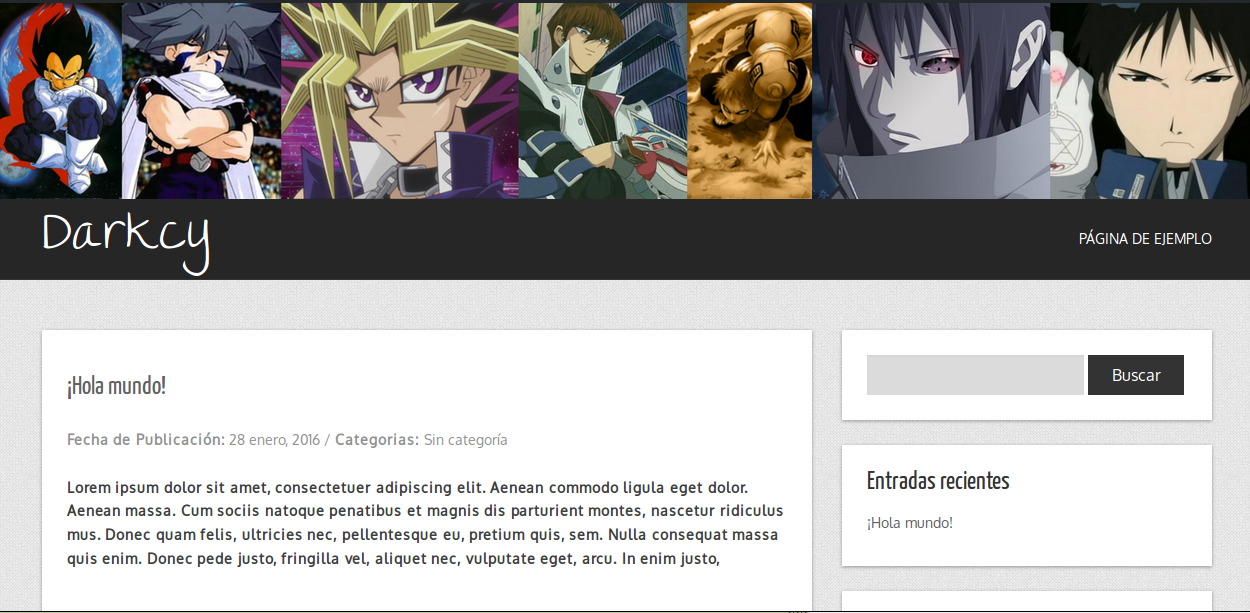 Darkcy
PÁGINA DE EJEMPLO
¡Hola mundo!
Fecha de Publicación: 28 enero, 2016 / Categorias: Sin categoría
Lorem ipsum dolor sit amet, consectetuer adipiscing elit. Aenean commodo ligula eget dolor.
Aenean massa. Cum sociis natoque penatibus et magnis dis parturient montes, nascetur ridiculus
mus. Donec quam felis, ultricies nec, pellentesque eu, pretium quis, sem. Nulla consequat massa
quis enim. Donec pede justo, fringilla vel, aliquet nec, vulputate eget, arcu. In enim justo,
Buscar
Entradas recientes
¡Hola mundo!